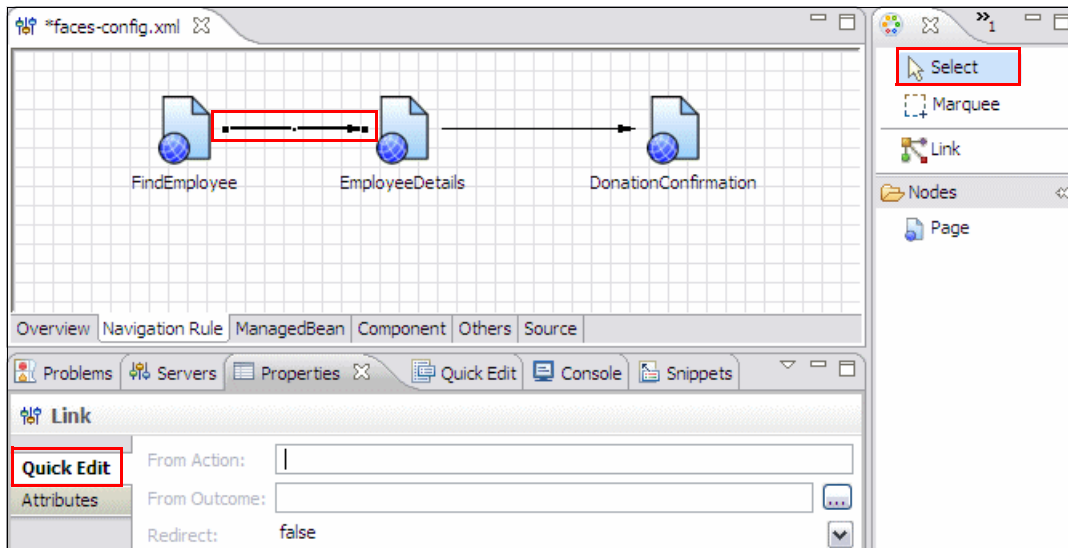 *faces-config.xml
FindEmployee EmployeeDetails DonationConfirmation
Overview Navigation Rule ManagedBean Component Others Source
»1
Select
Marquee
Link
Nodes
Page
Problems Servers Properties Quick Edit Console Snippets
Link
Quick Edit
Attributes
From Action:
From Outcome: ...
Redirect: false